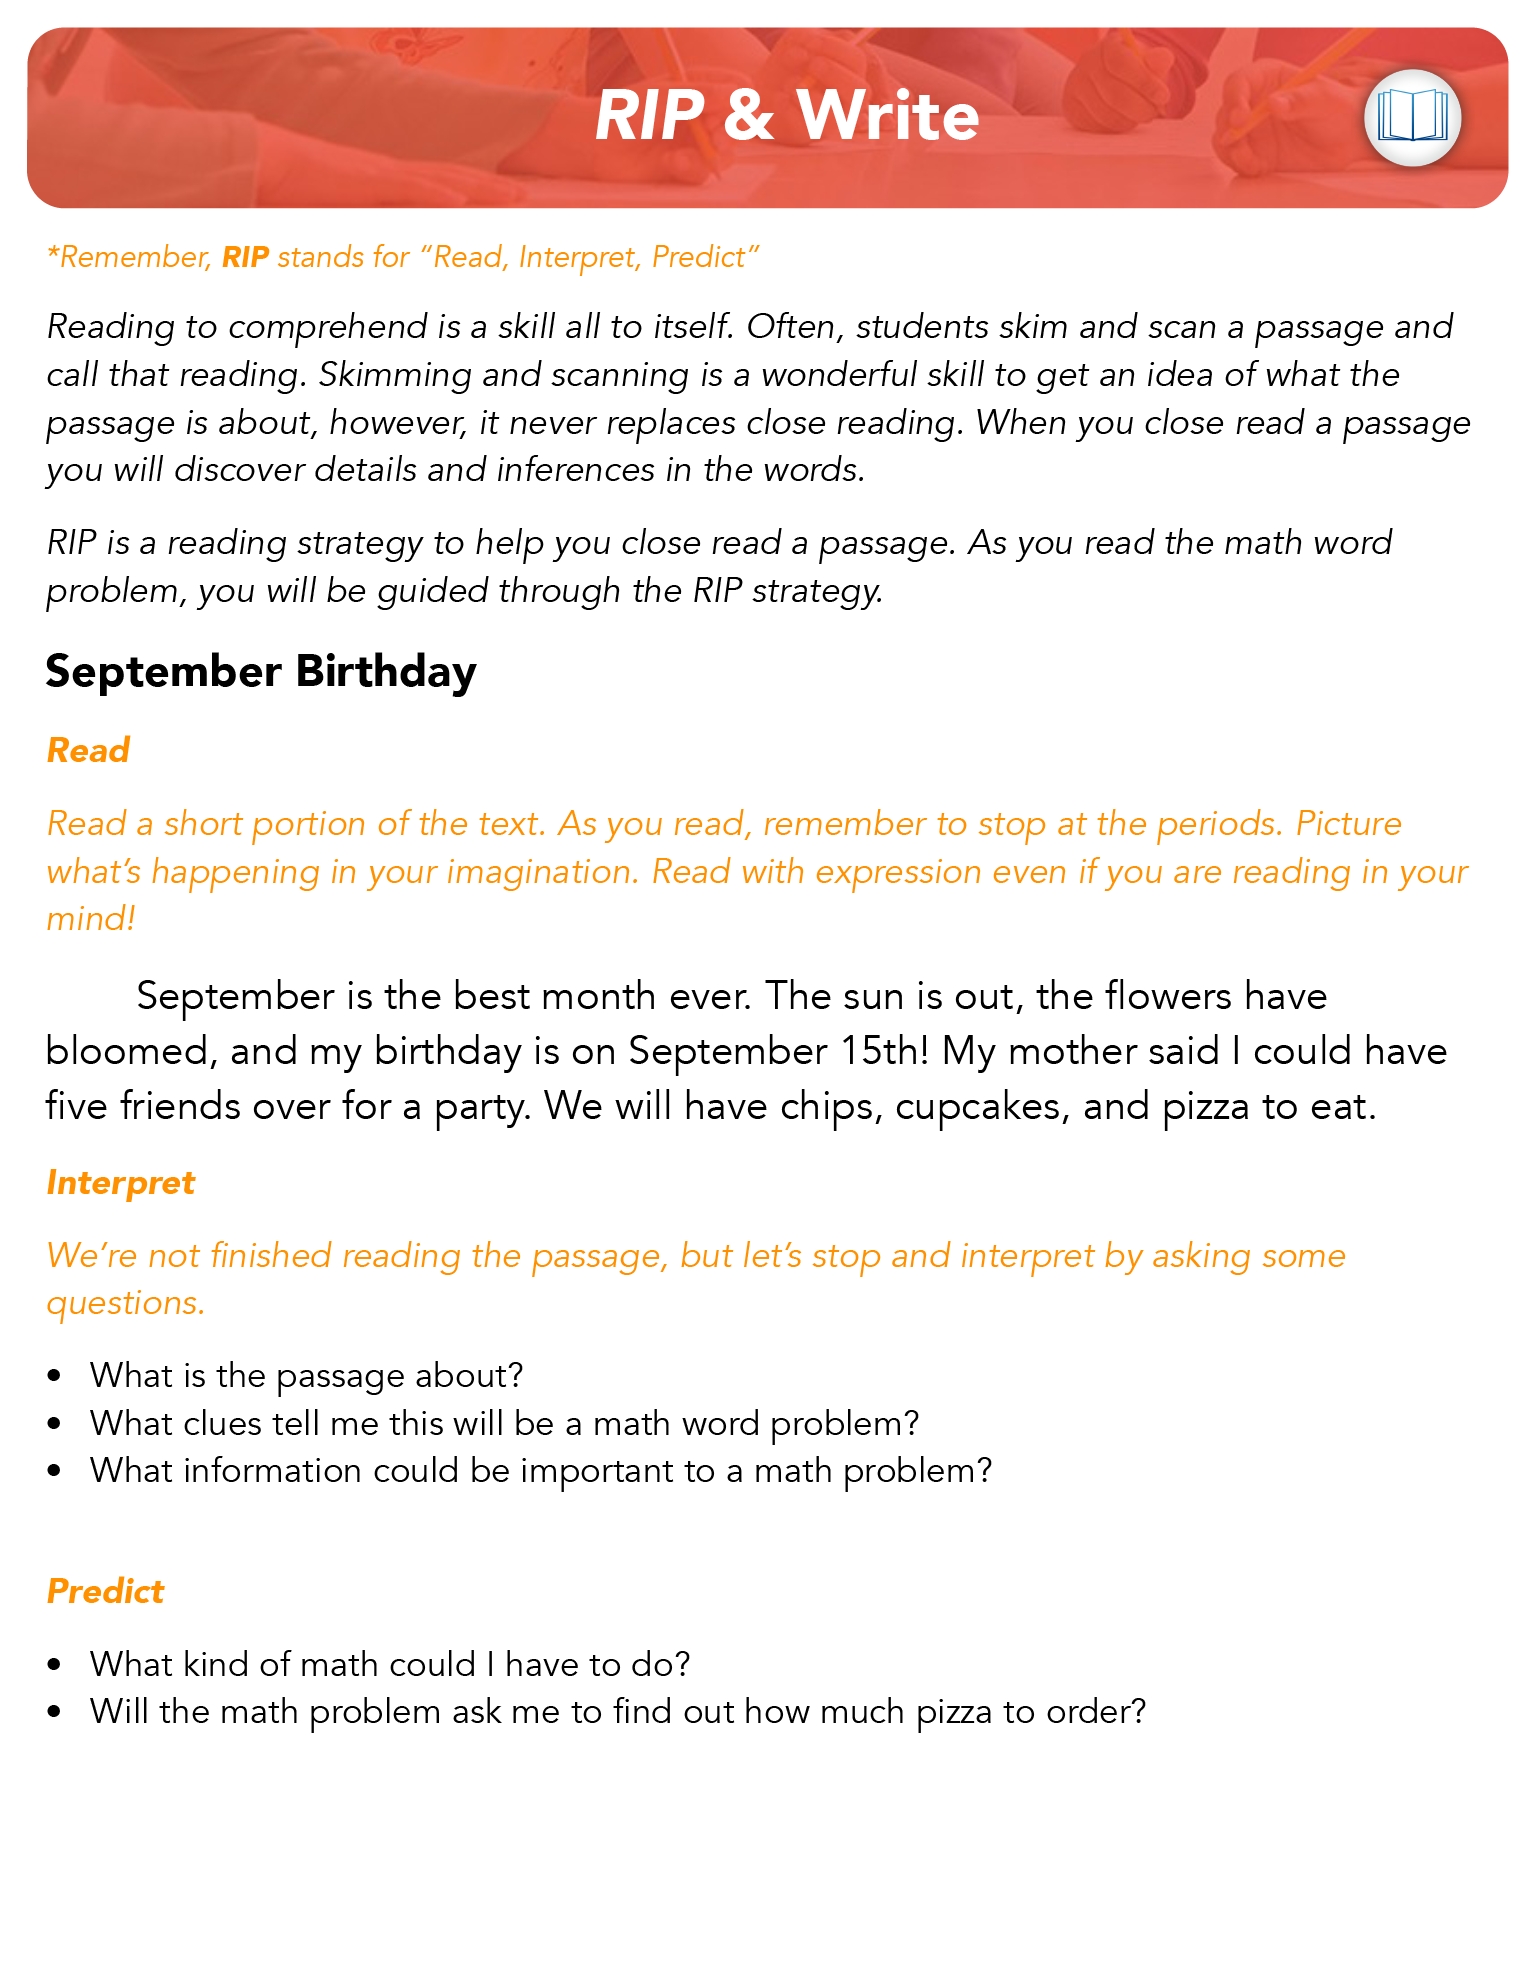 RIP & Write
*Remember, RIP stands for “Read, Interpret, Predict”
Reading to comprehend is a skill all to itself. Often, students skim and scan a passage and
call that reading. Skimming and scanning is a wonderful skill to get an idea of what the
passage is about, however, it never replaces close reading. When you close read a passage
you will discover details and inferences in the words.
RIP is a reading strategy to help you close read a passage. As you read the math word
problem, you will be guided through the RIP strategy.
September Birthday
Read
Read a short portion of the text. As you read, remember to stop at the periods. Picture
what’s happening in your imagination. Read with expression even if you are reading in your
mind!
September is the best month ever. The sun is out, the flowers have
bloomed, and my birthday is on September 15th! My mother said I could have
five friends over for a party. We will have chips, cupcakes, and pizza to eat.
Interpret
We’re not finished reading the passage, but let’s stop and interpret by asking some
questions.
• What is the passage about?
• What clues tell me this will be a math word problem?
• What information could be important to a math problem?
Predict
• What kind of math could I have to do?
• Will the math problem ask me to find out how much pizza to order?